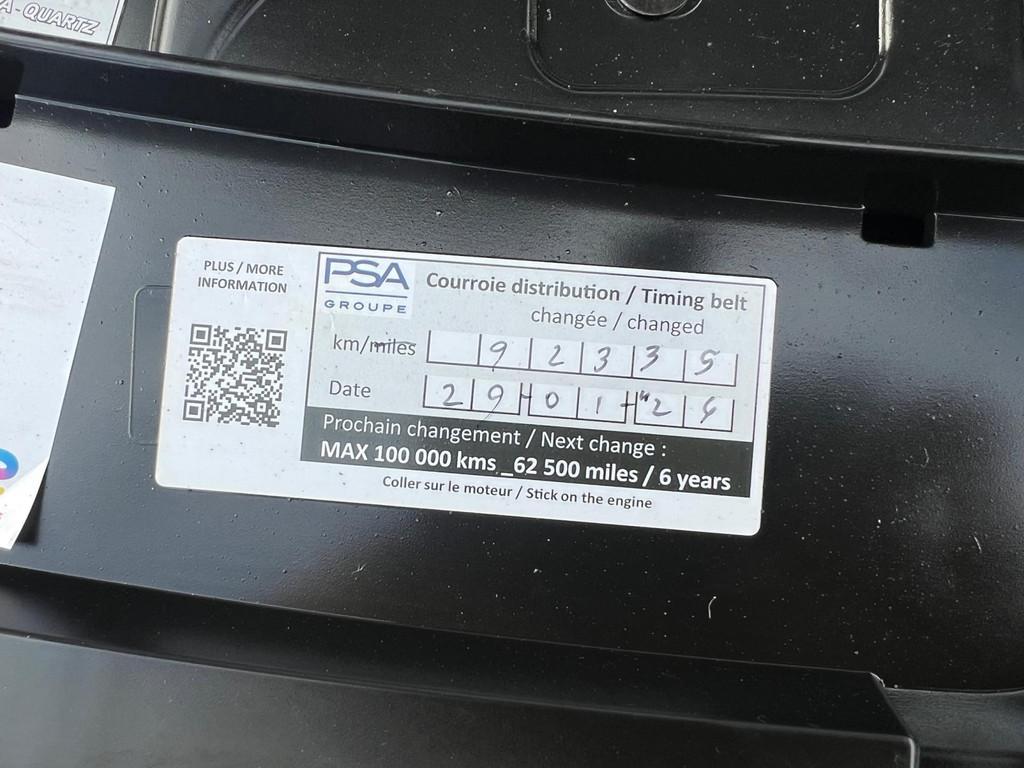 A-QUARTZ
PLUS / MORE
INFORMATION
PSA
GROUPE
Courroie distribution / Timing belt
changée / changed
km/miles 92335
Date 29-01-24
Prochain changement / Next change :
MAX 100 000 kms _62 500 miles / 6 years
Coller sur le moteur / Stick on the engine